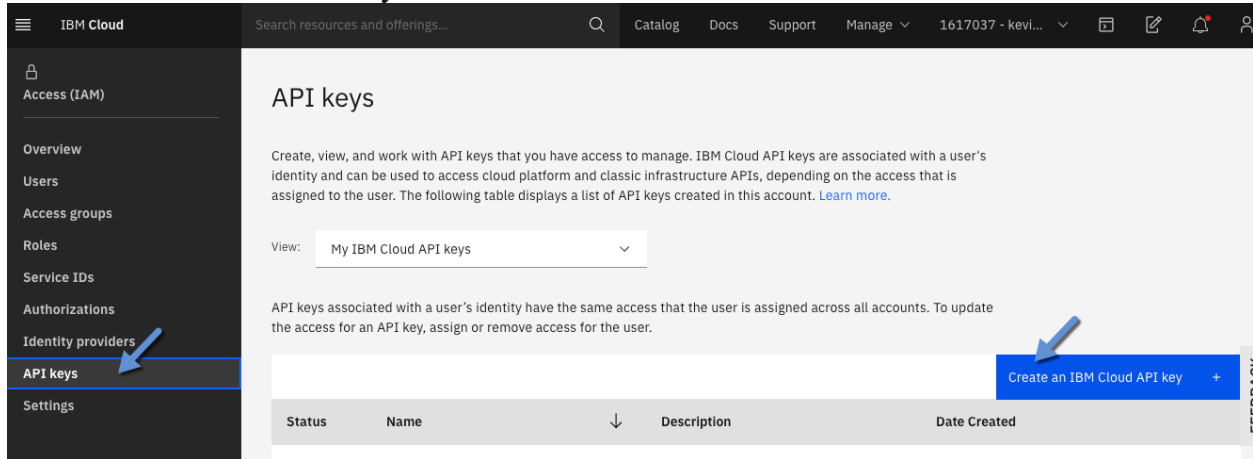 IBM Cloud
Search resources and offerings...
Catalog
Docs
Support
Manage
1617037 - kevi...
Access (IAM)
Overview
Users
Access groups
Roles
Service IDs
Authorizations
Identity providers
API keys
Settings
API keys
Create, view, and work with API keys that you have access to manage. IBM Cloud API keys are associated with a user's
identity and can be used to access cloud platform and classic infrastructure APIs, depending on the access that is
assigned to the user. The following table displays a list of API keys created in this account. Learn more.
View:
My IBM Cloud API keys
API keys associated with a user's identity have the same access that the user is assigned across all accounts. To update
the access for an API key, assign or remove access for the user.
Create an IBM Cloud API key +
Status
Name
Description
Date Created
FEEDBACK